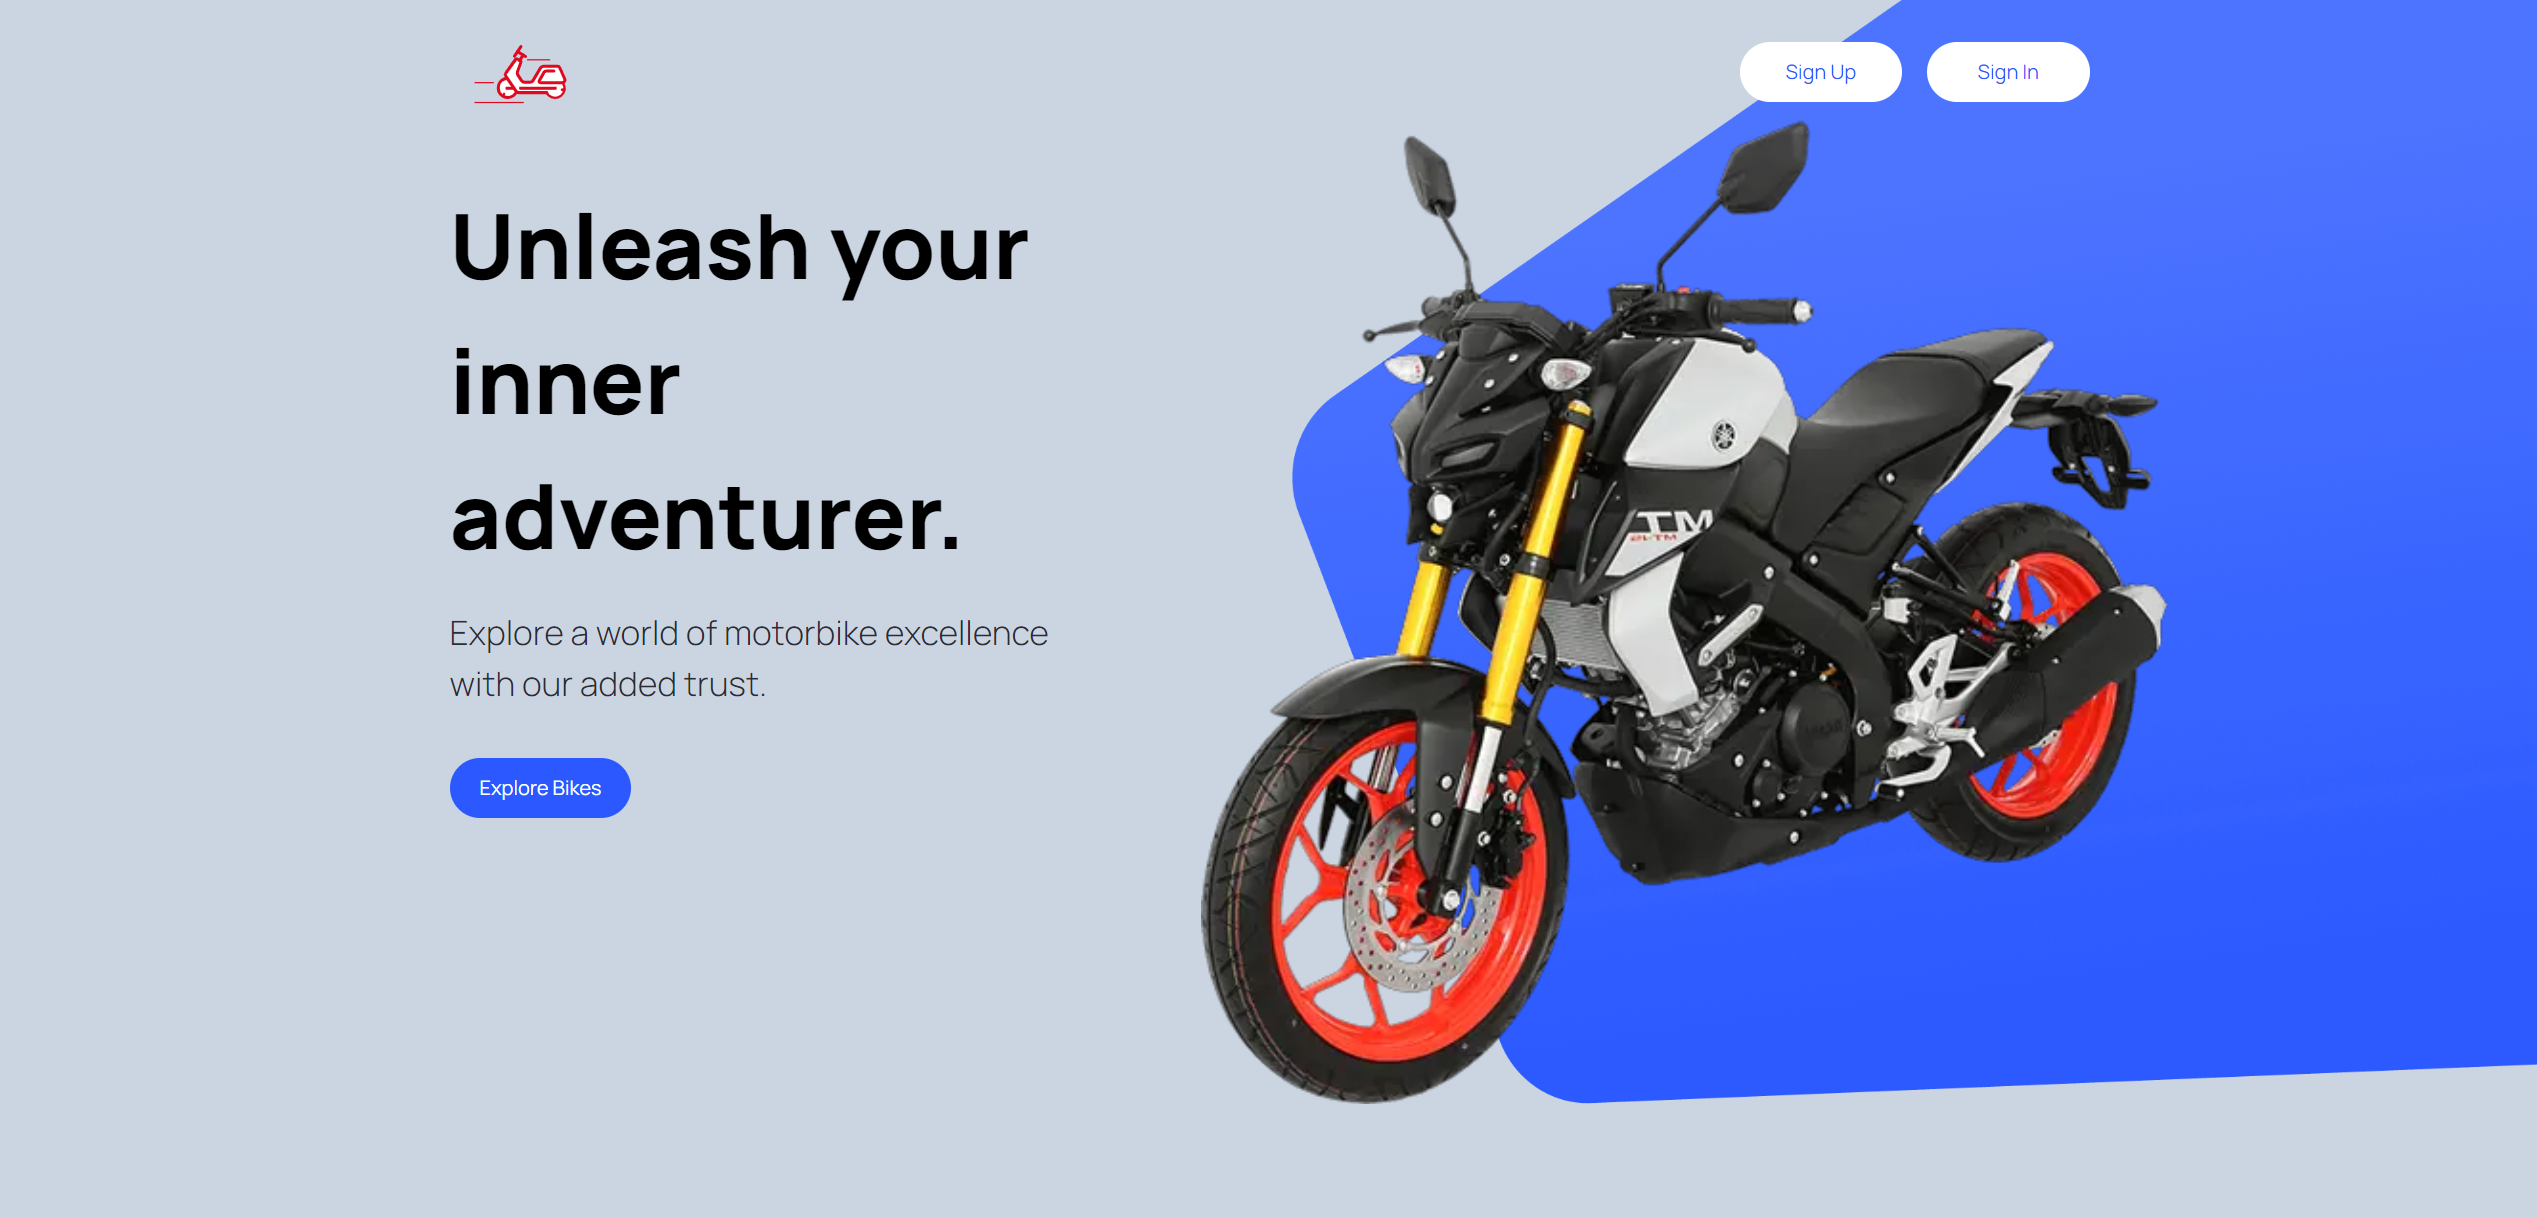 Sign Up
Sign In
Unleash your
inner
adventurer.
Explore a world of motorbike excellence
with our added trust.
Explore Bikes